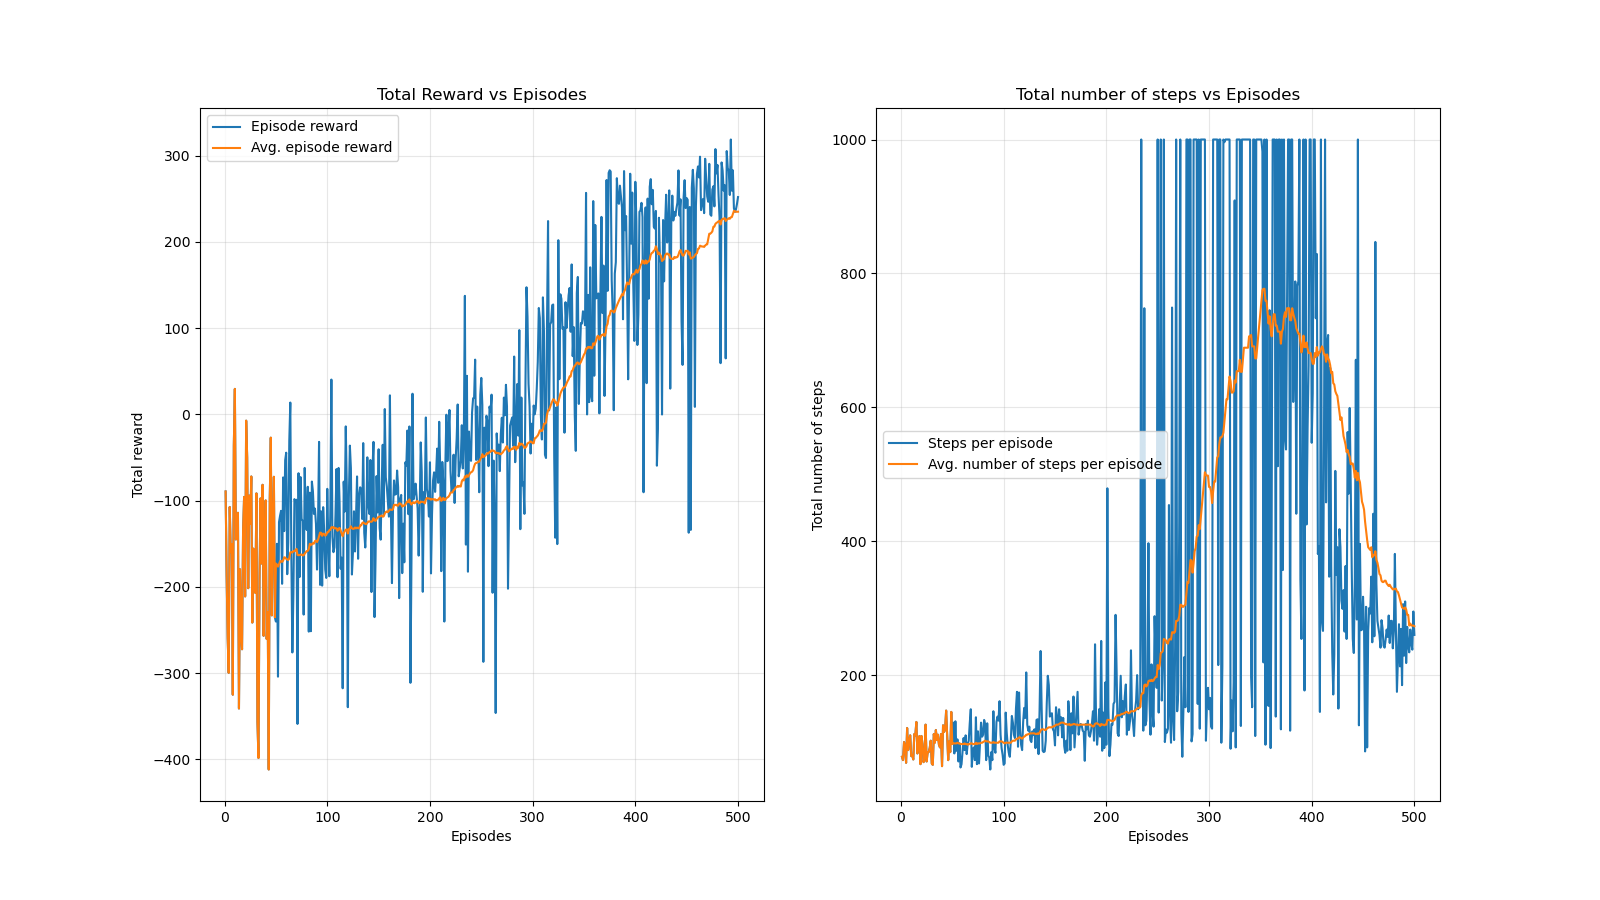 Total Reward vs Episodes
Episode reward
Avg. episode reward
300
200
100
0
−100
−200
−300
−400
Total reward
0
100
200
300
400
500
Episodes
Total number of steps vs Episodes
1000
800
600
400
200
Total number of steps
Steps per episode
Avg. number of steps per episode
0
100
200
300
400
500
Episodes